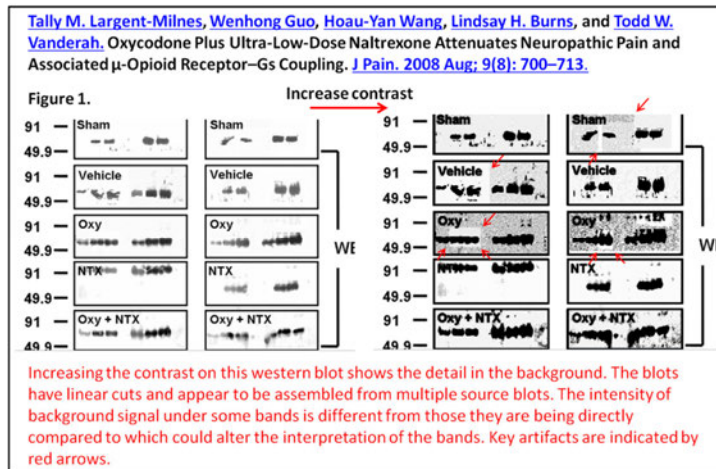 Tally M. Largent-Milnes, Wenhong Guo, Hoau-Yan Wang, Lindsay H. Burns, and Todd W.
Vanderah. Oxycodone Plus Ultra-Low-Dose Naltrexone Attenuates Neuropathic Pain and
Associated μ-Opioid Receptor–Gs Coupling. J Pain. 2008 Aug; 9(8): 700–713.
Figure 1.
Increase contrast
91
49.9
Sham
Sham
91
49.9
Vehicle
Vehicle
91
49.9
Oxy
Oxy
91
49.9
NTX
NTX
91
49.9
Oxy + NTX
Oxy + NTX
WE
91
49.9
Sham
Sham
91
49.9
Vehicle
Vehicle
91
49.9
Oxy
Oxy
91
49.9
NTX
NTX
91
49.9
Oxy + NTX
Oxy + NTX
WI
Increasing the contrast on this western blot shows the detail in the background. The blots
have linear cuts and appear to be assembled from multiple source blots. The intensity of
background signal under some bands is different from those they are being directly
compared to which could alter the interpretation of the bands. Key artifacts are indicated by
red arrows.